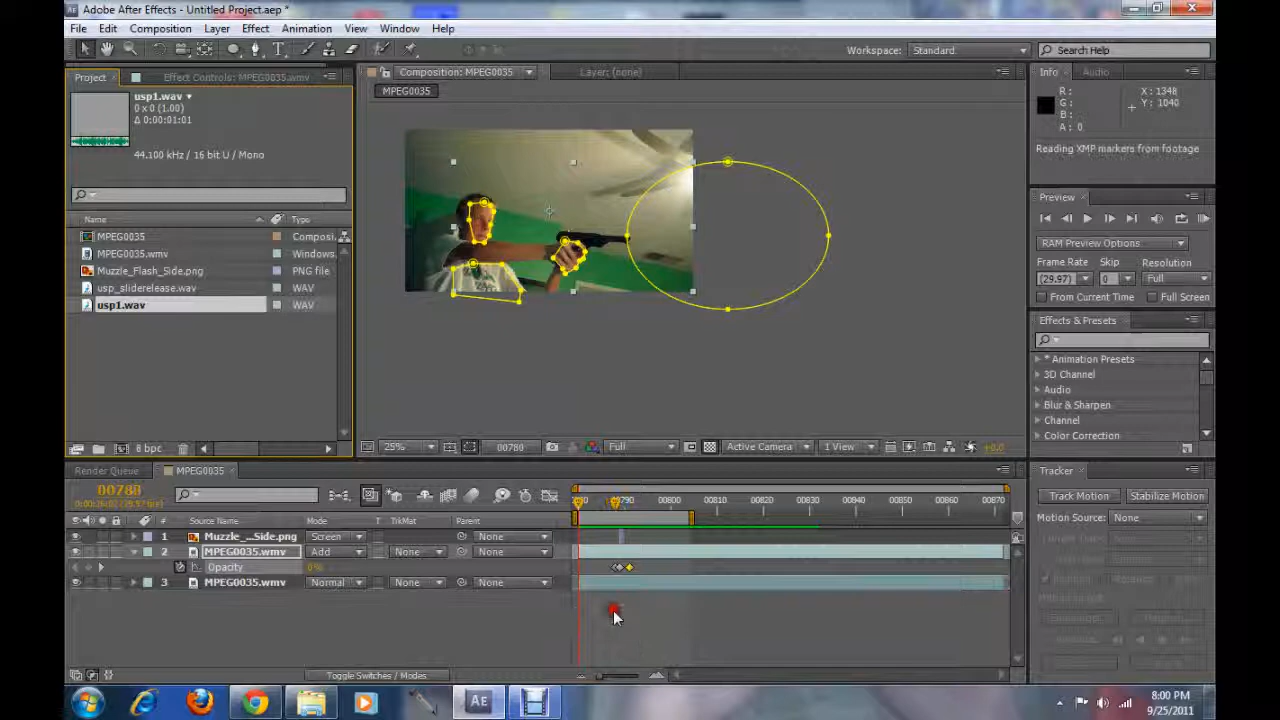 Adobe After Effects - Untitled Project.aep *
File Edit Composition Layer Effect Animation View Window Help
Workspace: Standard Search Help
Project Effect Controls: MPEG0035.wmv
Composition: MPEG0035 Layer: (none)
Info Audio
usp1.wav
0 x 0 (1.00)
Δ 0:00:01:01
44.100 kHz / 16 bit U / Mono
MPEG0035
R: X: 1348
G: Y: 1040
B:
A: 0
Reading XMP markers from footage
Preview
RAM Preview Options
Frame Rate Skip Resolution
(29.97) 0 Full
From Current Time Full Screen
Name Type
MPEG0035 Composi...
MPEG0035.wmv Windows
Muzzle_Flash_Side.png PNG file
usp_sliderelease.wav WAV
usp1.wav WAV
Effects & Presets
* Animation Presets
3D Channel
Audio
Blur & Sharpen
Channel
Color Correction
8 bpc
25% 00780 Full Active Camera 1 View +0.0
Render Queue MPEG0035
Tracker
Track Motion Stabilize Motion
Motion Source: None
00780
00790 00800 00810 00820 00830 00840 00850 00860 00870
# Source Name Mode T TrkMat Parent
1 Muzzle_...Side.png Screen None
2 MPEG0035.wmv Add None None
Opacity 0%
3 MPEG0035.wmv Normal None None
Toggle Switches / Modes
Ae
8:00 PM
9/25/2011